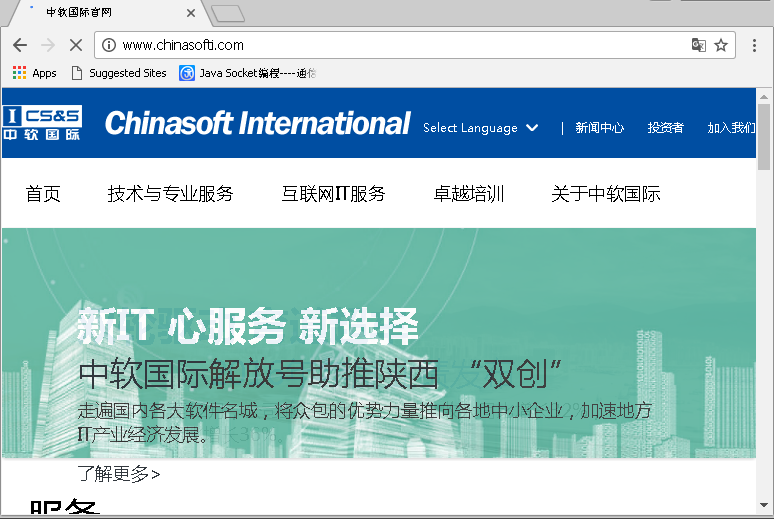 中软国际官网
www.chinasofti.com
Apps
Suggested Sites
Java Socket编程----通信
CS&S
中软国际
Chinasoft International
Select Language
新闻中心
投资者
加入我们
首页
技术与专业服务
互联网IT服务
卓越培训
关于中软国际
新IT 心服务 新选择
中软国际解放号助推陕西 “双创”
走遍国内各大软件名城，将众包的优势力量推向各地中小企业，加速地方
IT产业经济发展。
了解更多>
服务